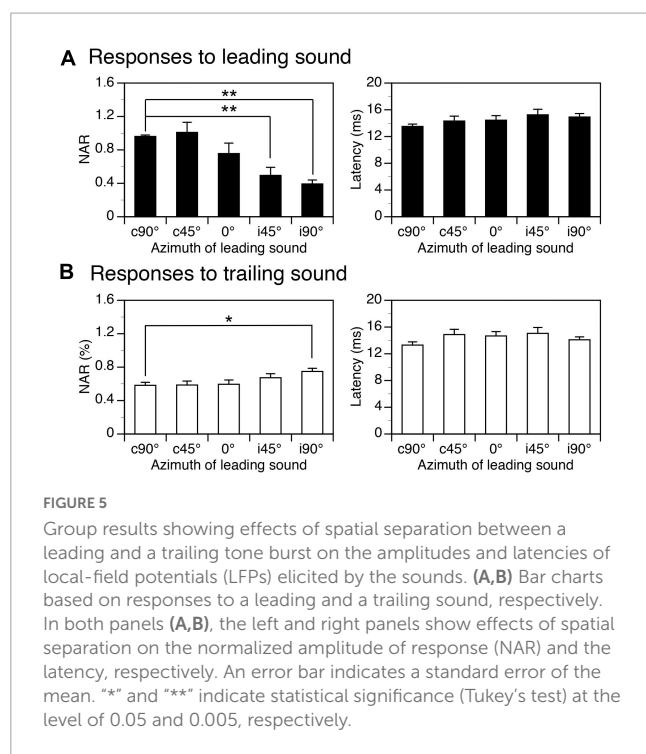 A Responses to leading sound
1.6
1.2
0.8
0.4
0
NAR
**
**
c90° c45° 0° i45° i90°
Azimuth of leading sound
20
16
12
8
4
0
Latency (ms)
c90° c45° 0° i45° i90°
Azimuth of leading sound
B Responses to trailing sound
1.6
1.2
0.8
0.4
0
NAR (%)
*
c90° c45° 0° i45° i90°
Azimuth of leading sound
20
16
12
8
4
0
Latency (ms)
c90° c45° 0° i45° i90°
Azimuth of leading sound
FIGURE 5
Group results showing effects of spatial separation between a
leading and a trailing tone burst on the amplitudes and latencies of
local-field potentials (LFPs) elicited by the sounds. (A,B) Bar charts
based on responses to a leading and a trailing sound, respectively.
In both panels (A,B), the left and right panels show effects of spatial
separation on the normalized amplitude of response (NAR) and the
latency, respectively. An error bar indicates a standard error of the
mean. “*” and “**” indicate statistical significance (Tukey’s test) at the
level of 0.05 and 0.005, respectively.